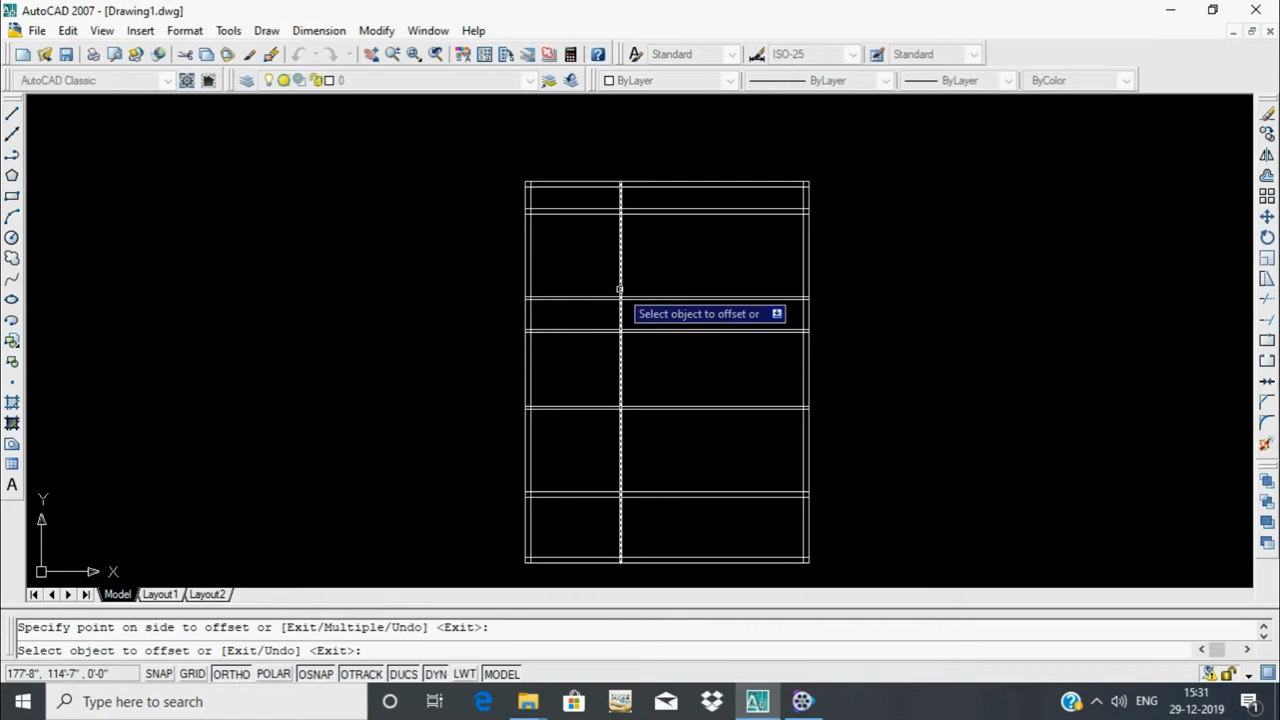 AutoCAD 2007 - [Drawing1.dwg]
File Edit View Insert Format Tools Draw Dimension Modify Window Help
Standard ISO-25 Standard
AutoCAD Classic 0 ByLayer ByLayer ByLayer ByColor
Select object to offset or
Y
X
A
Model Layout1 Layout2
Specify point on side to offset or [Exit/Multiple/Undo] <Exit>:
Select object to offset or [Exit/Undo] <Exit>:
177'-8", 114'-7", 0'-0" SNAP GRID ORTHO POLAR OSNAP OTRACK DUCS DYN LWT MODEL
Type here to search
ENG
15:31
29-12-2019